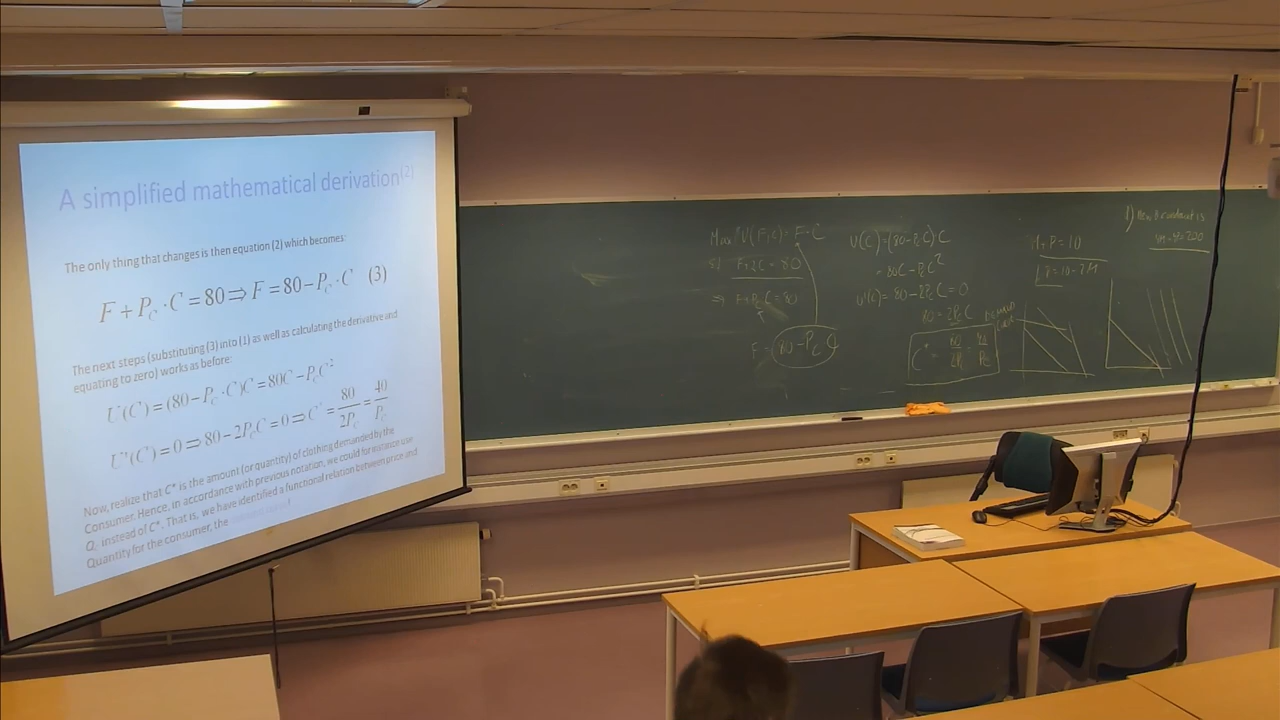 A simplified mathematical derivation(2)
The only thing that changes is then equation (2) which becomes:
F + P_C · C = 80 ⇒ F = 80 − P_C · C (3)
The next steps (substituting (3) into (1) as well as calculating the derivative and
equating to zero) works as before:
U(C) = (80 − P_C · C)C = 80C − P_C C²
U'(C) = 0 ⇒ 80 − 2P_C C = 0 ⇒ C* = 80/2P_C = 40/P_C
Now, realize that C* is the amount (or quantity) of clothing demanded by the
Consumer. Hence, in accordance with previous notation, we could for instance use
Q instead of C*. That is, we have identified a functional relation between price and
Quantity for the consumer, the
Max U(F,C) = F·C
F+2C = 80
⇒ F+P_C C = 80
F = 80 − P_C C
U(C) = (80 − P_C C) C
= 80C − P_C C²
U'(C) = 80 − 2P_C C = 0
80 = 2P_C C
C* = 80/2P_C = 40/P_C
DEMAND